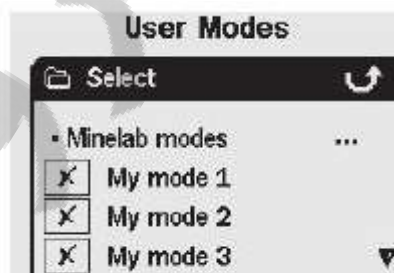 User Modes
Select
• Minelab modes ...
My mode 1
My mode 2
My mode 3